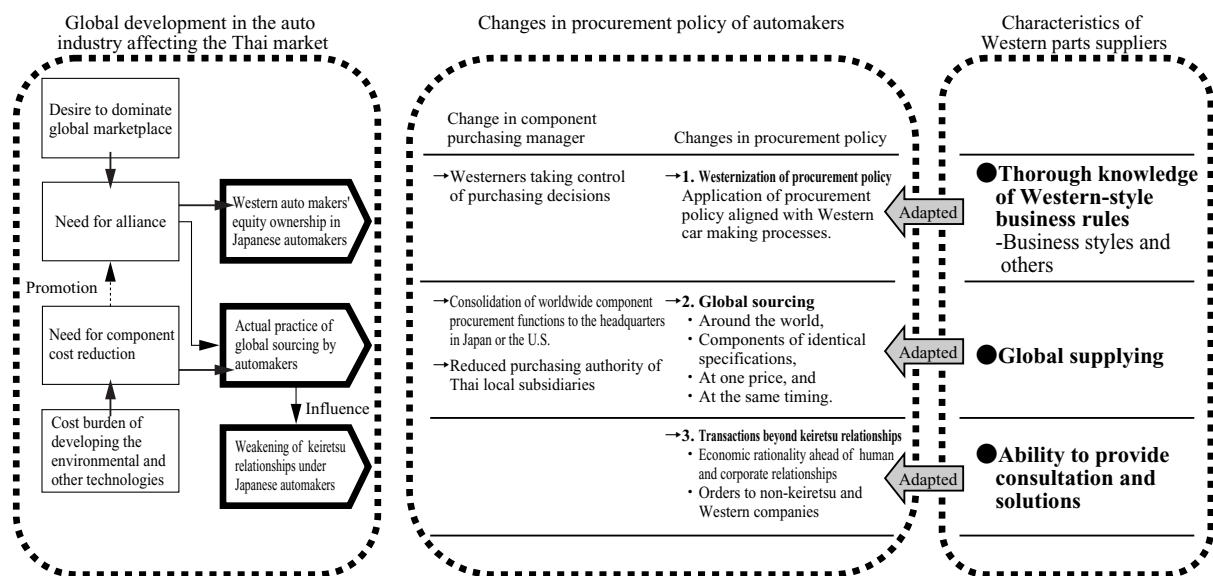 Global development in the auto
industry affecting the Thai market
Desire to dominate
global marketplace
Need for alliance
Promotion
Need for component
cost reduction
Cost burden of
developing the
environmental and
other technologies
Western auto makers'
equity ownership in
Japanese automakers
Actual practice of
global sourcing by
automakers
Influence
Weakening of keiretsu
relationships under
Japanese automakers
Changes in procurement policy of automakers
Change in component
purchasing manager
Changes in procurement policy
→Westerners taking control
of purchasing decisions
→1. Westernization of procurement policy
Application of procurement
policy aligned with Western
car making processes.
→Consolidation of worldwide component
procurement functions to the headquarters
in Japan or the U.S.
→Reduced purchasing authority of
Thai local subsidiaries
→2. Global sourcing
・Around the world,
・Components of identical
specifications,
・At one price, and
・At the same timing.
→3. Transactions beyond keiretsu relationships
・Economic rationality ahead of human
and corporate relationships
・Orders to non-keiretsu and
Western companies
Adapted
Adapted
Adapted
Characteristics of
Western parts suppliers
●Thorough knowledge
of Western-style
business rules
-Business styles and
others
●Global supplying
●Ability to provide
consultation and
solutions